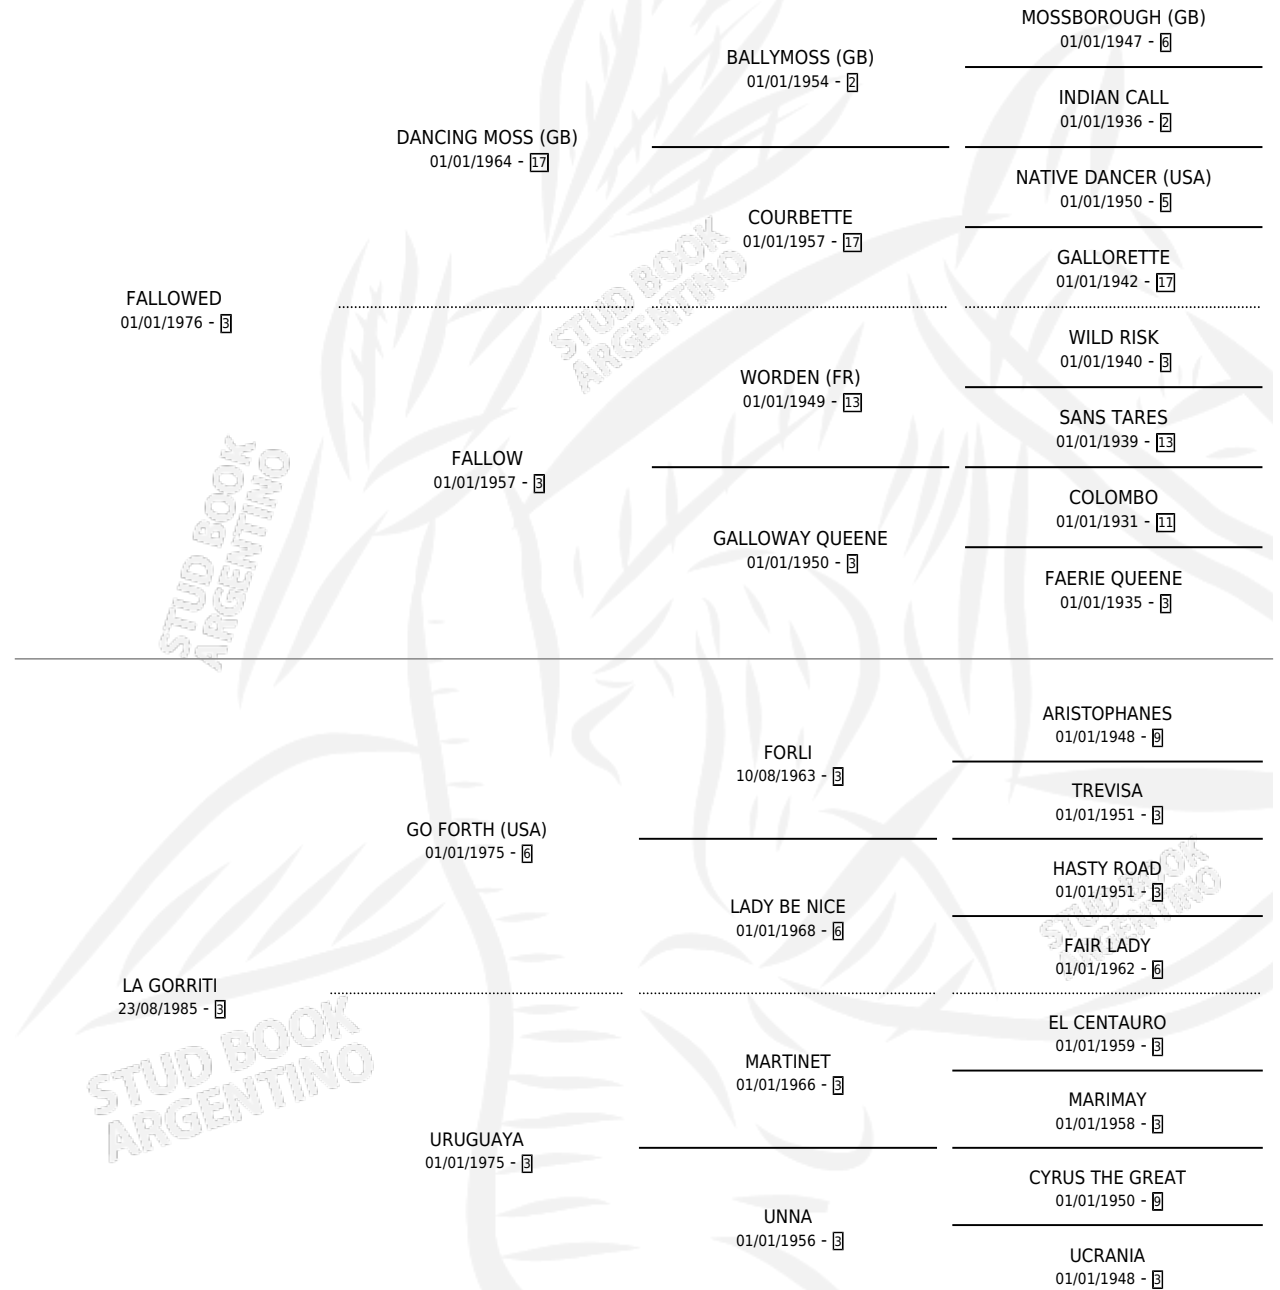 MOSSBOROUGH (GB)
01/01/1947 - 6
BALLYMOSS (GB)
01/01/1954 - 2
INDIAN CALL
01/01/1936 - 2
DANCING MOSS (GB)
01/01/1964 - 17
NATIVE DANCER (USA)
01/01/1950 - 5
COURBETTE
01/01/1957 - 17
GALLORETTE
01/01/1942 - 17
FALLOWED
01/01/1976 - 3
WILD RISK
01/01/1940 - 3
WORDEN (FR)
01/01/1949 - 13
SANS TARES
01/01/1939 - 13
FALLOW
01/01/1957 - 3
COLOMBO
01/01/1931 - 11
GALLOWAY QUEENE
01/01/1950 - 3
FAERIE QUEENE
01/01/1935 - 3
ARISTOPHANES
01/01/1948 - 9
FORLI
10/08/1963 - 3
TREVISA
01/01/1951 - 3
GO FORTH (USA)
01/01/1975 - 6
HASTY ROAD
01/01/1951 - 3
LADY BE NICE
01/01/1968 - 6
FAIR LADY
01/01/1962 - 6
LA GORRITI
23/08/1985 - 3
EL CENTAURO
01/01/1959 - 3
MARTINET
01/01/1966 - 3
MARIMAY
01/01/1958 - 3
URUGUAYA
01/01/1975 - 3
CYRUS THE GREAT
01/01/1950 - 9
UNNA
01/01/1956 - 3
UCRANIA
01/01/1948 - 3
STUD BOOK
ARGENTINO
STUD BOOK
ARGENTINO
STUD BOOK
ARGENTINO
STUD BOOK
ARGENTINO